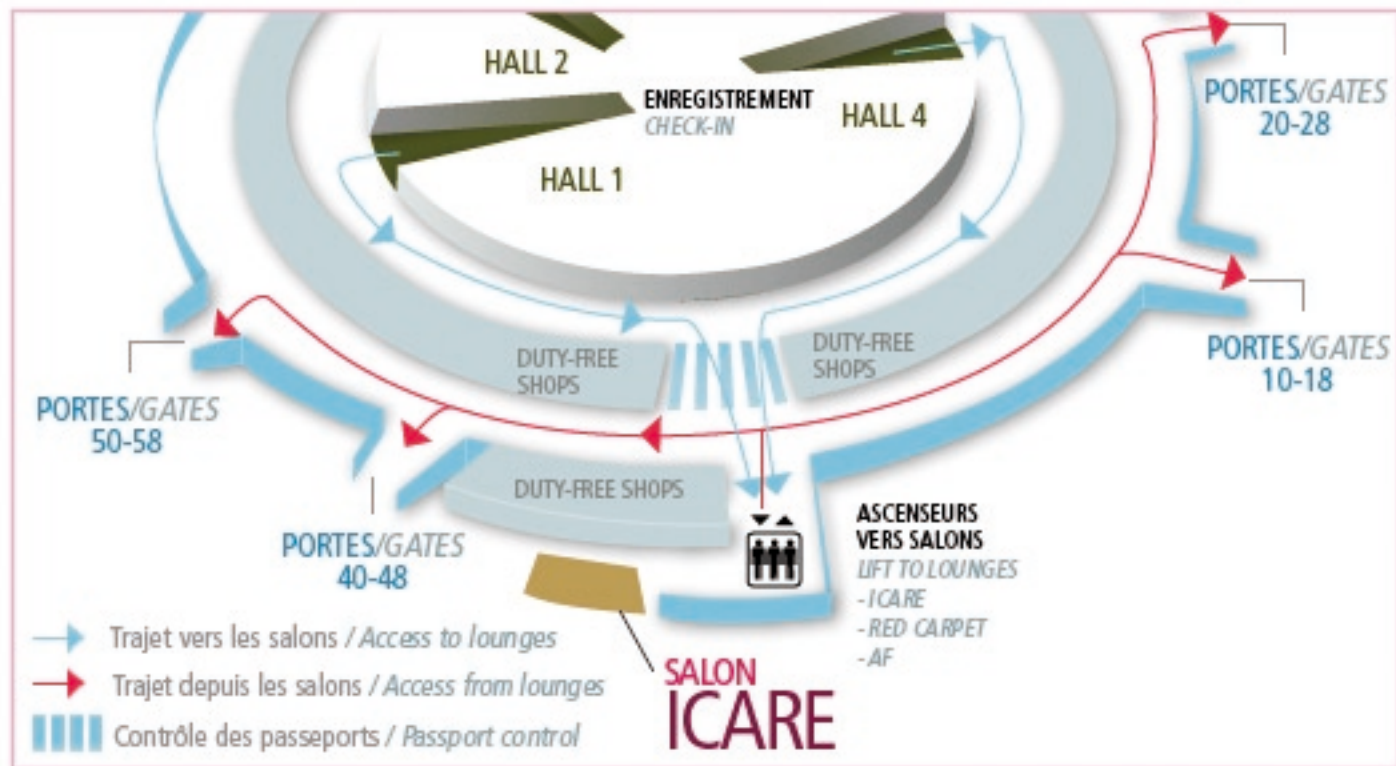 HALL 2
ENREGISTREMENT
CHECK-IN
HALL 4
HALL 1
PORTES/GATES
20-28
DUTY-FREE
SHOPS
DUTY-FREE
SHOPS
PORTES/GATES
10-18
PORTES/GATES
50-58
DUTY-FREE SHOPS
PORTES/GATES
40-48
ASCENSEURS
VERS SALONS
LIFT TO LOUNGES
- ICARE
- RED CARPET
- AF
Trajet vers les salons / Access to lounges
Trajet depuis les salons / Access from lounges
Contrôle des passeports / Passport control
SALON
ICARE